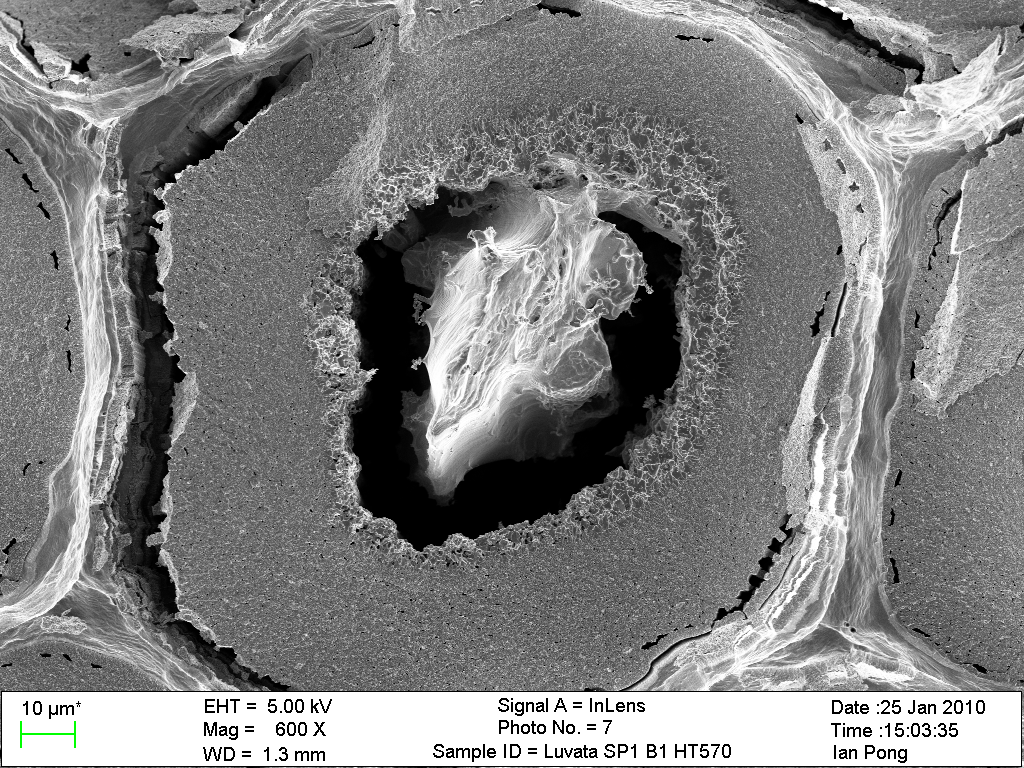 10 µm*
EHT = 5.00 kV
Mag = 600 X
WD = 1.3 mm
Signal A = InLens
Photo No. = 7
Sample ID = Luvata SP1 B1 HT570
Date :25 Jan 2010
Time :15:03:35
Ian Pong